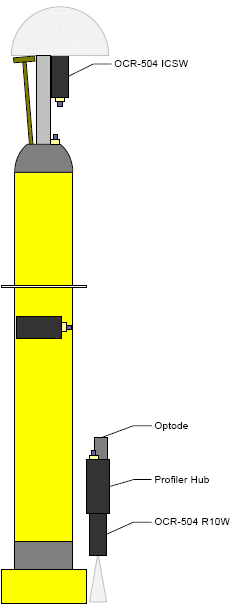 OCR-504 ICSW
Optode
Profiler Hub
OCR-504 R10W